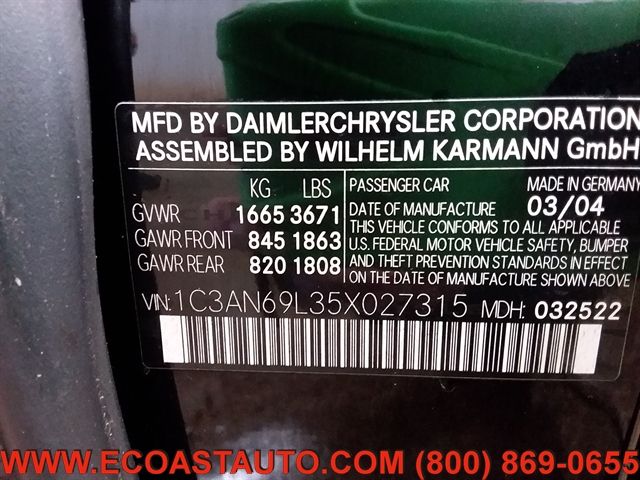 MFD BY DAIMLERCHRYSLER CORPORATION
ASSEMBLED BY WILHELM KARMANN GmbH
KG LBS
GVWR 1665 3671
GAWR FRONT 845 1863
GAWR REAR 820 1808
PASSENGER CAR MADE IN GERMANY
DATE OF MANUFACTURE 03/04
THIS VEHICLE CONFORMS TO ALL APPLICABLE
U.S. FEDERAL MOTOR VEHICLE SAFETY, BUMPER
AND THEFT PREVENTION STANDARDS IN EFFECT
ON THE DATE OF MANUFACTURE SHOWN ABOVE
VIN: 1C3AN69L35X027315 MDH: 032522
WWW.ECOASTAUTO.COM (800) 869-0655